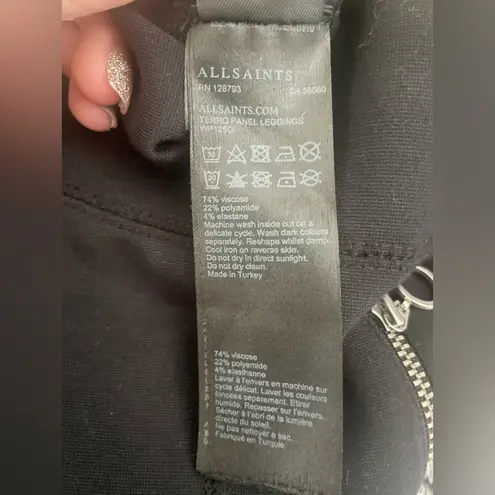 ALLSAINTS
RN 128793 CA 56060
ALLSAINTS.COM
YERRO PANEL LEGGINGS
74% viscose
22% polyamide
4% elastane
Machine wash inside out on a
delicate cycle. Wash dark colours
separately. Reshape whilst damp.
Cool iron on reverse side.
Do not dry in direct sunlight.
Do not dry clean.
Made in Turkey
74% viscose
22% polyamide
4% élasthanne
Laver à l'envers en machine sur
cycle délicat. Laver les couleurs
foncées separément. Etirer
humide. Repasser sur l'envers.
Sécher à l'abri de la lumière
directe du soleil.
Ne pas nettoyer à sec.
Fabriqué en Turquie